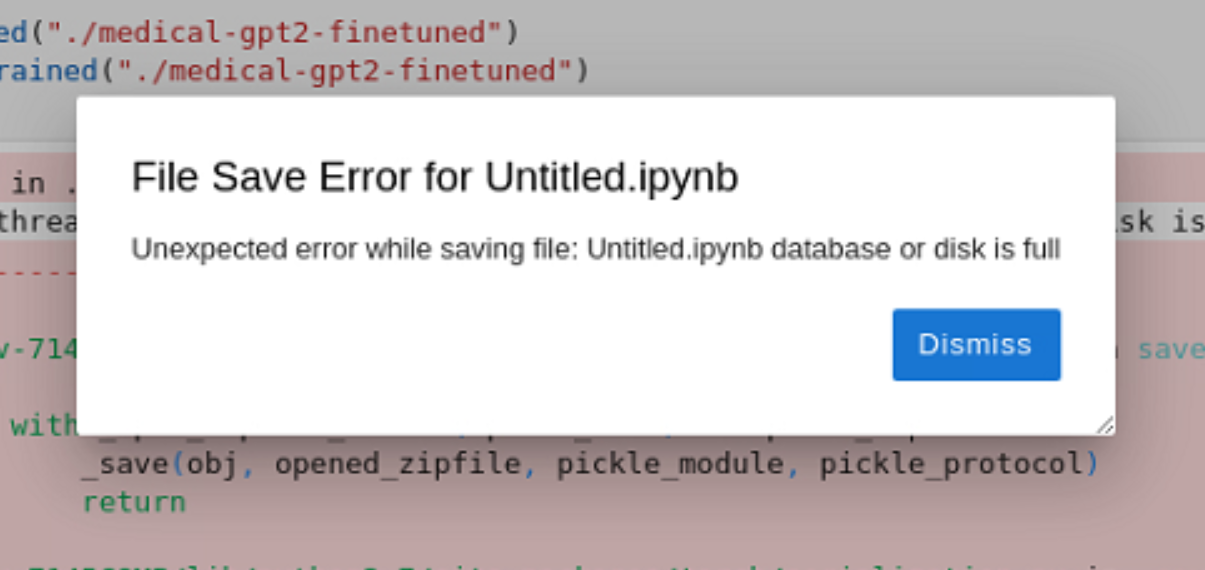 ed("./medical-gpt2-finetuned")
rained("./medical-gpt2-finetuned")
in .
File Save Error for Untitled.ipynb
threa
sk is
Unexpected error while saving file: Untitled.ipynb database or disk is full
-----
v-714
Dismiss
save
with
_save(obj, opened_zipfile, pickle_module, pickle_protocol)
return